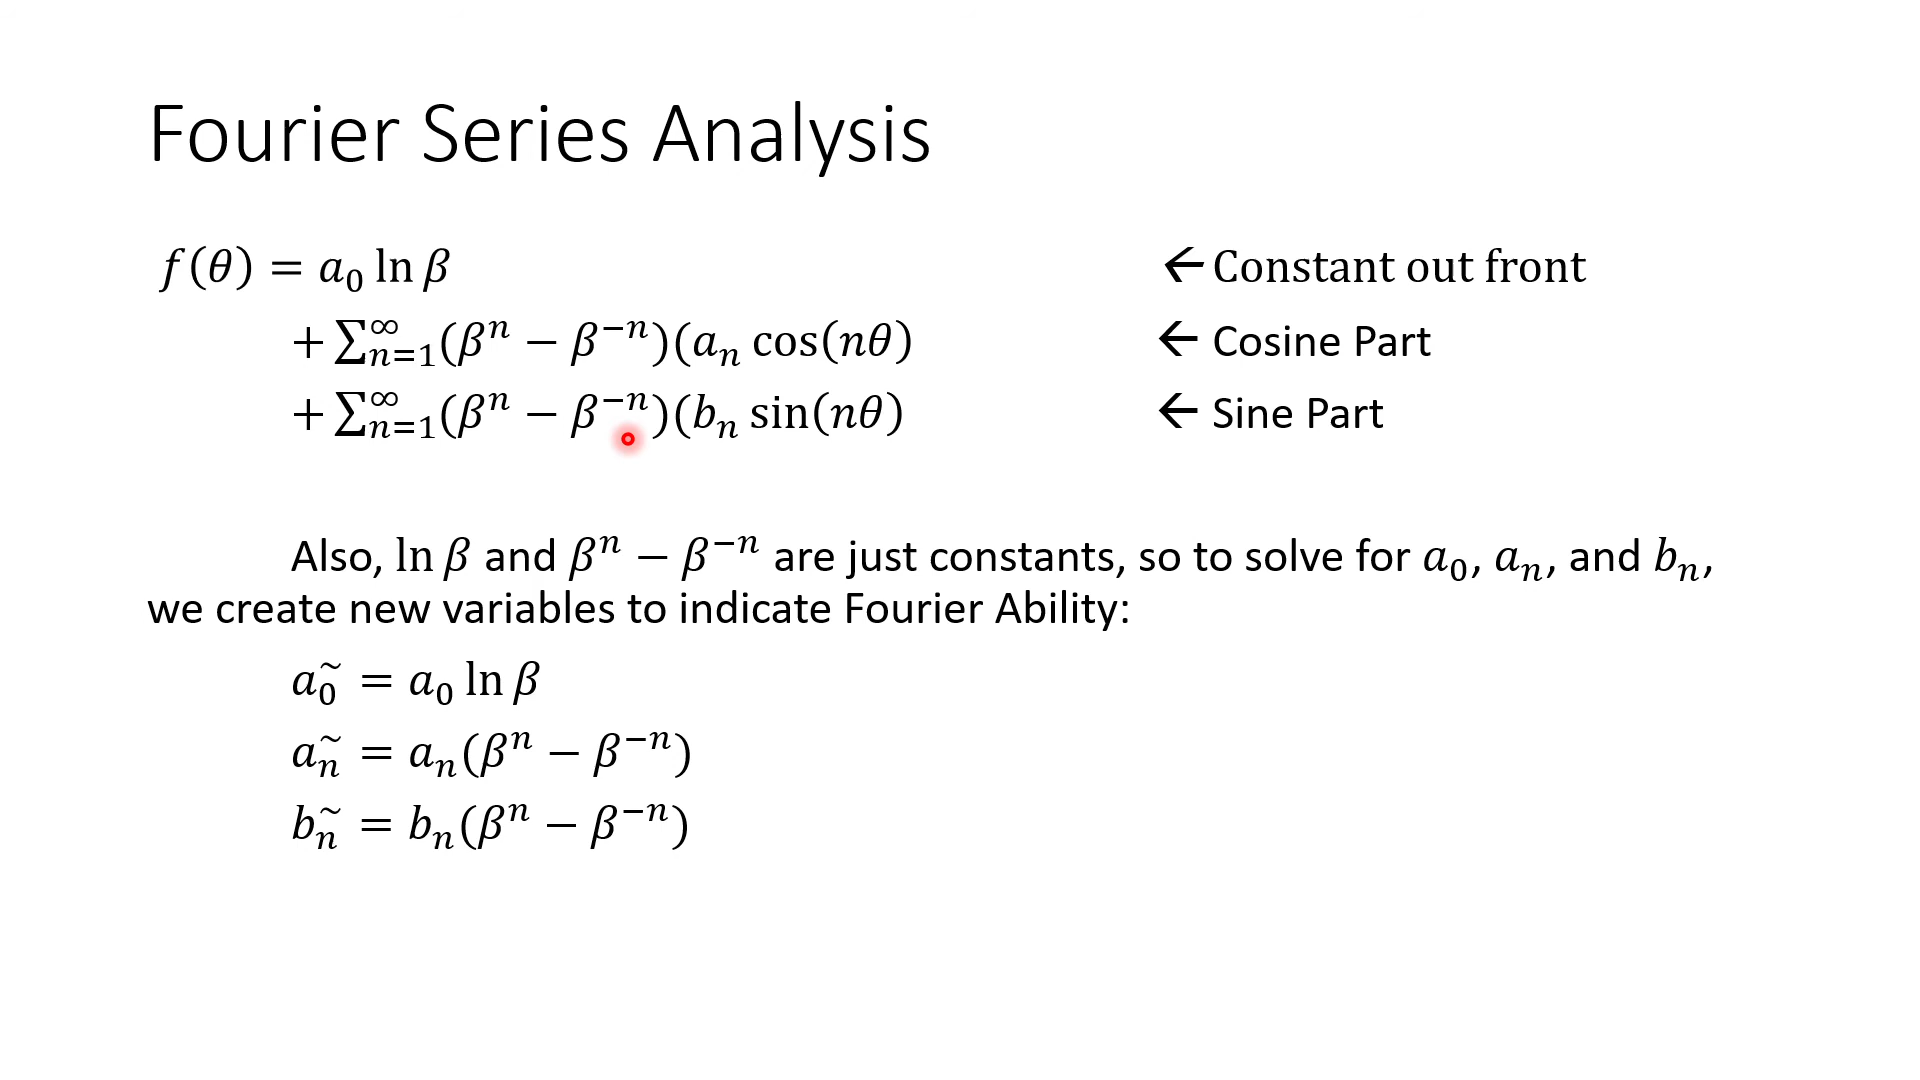 Fourier Series Analysis
f(θ) = a₀ ln β ← Constant out front
+ ∑ₙ₌₁^∞ (βⁿ − β⁻ⁿ)(aₙ cos(nθ) ← Cosine Part
+ ∑ₙ₌₁^∞ (βⁿ − β⁻ⁿ)(bₙ sin(nθ) ← Sine Part
Also, ln β and βⁿ − β⁻ⁿ are just constants, so to solve for a₀, aₙ, and bₙ,
we create new variables to indicate Fourier Ability:
a₀~ = a₀ ln β
aₙ~ = aₙ(βⁿ − β⁻ⁿ)
bₙ~ = bₙ(βⁿ − β⁻ⁿ)